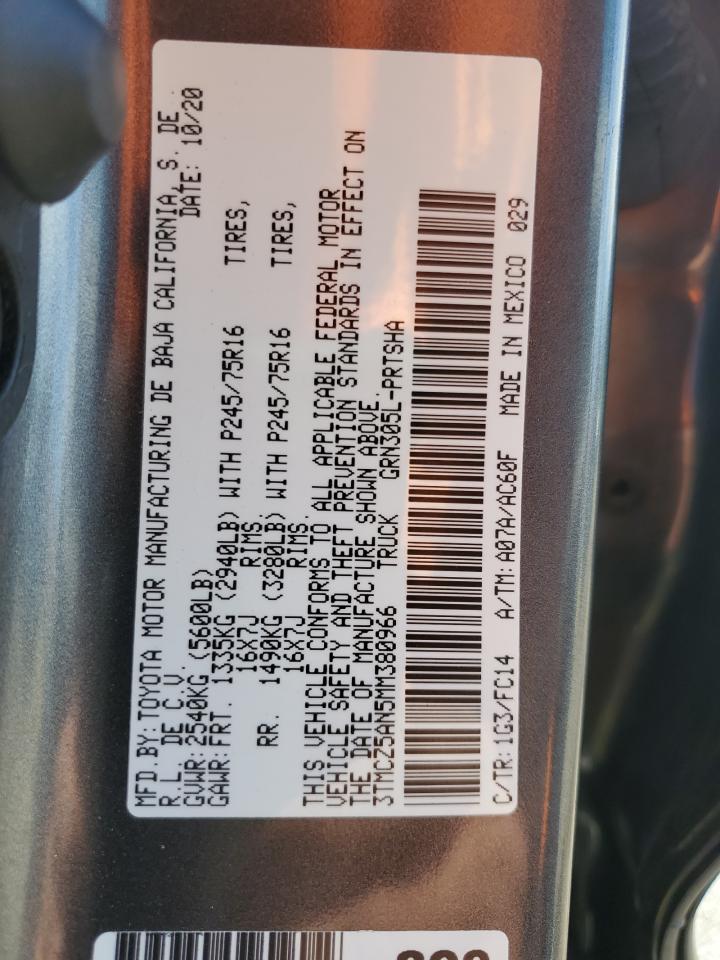 MFD.BY:TOYOTA MOTOR MANUFACTURING DE BAJA CALIFORNIA, S. DE
R. L. DE C. V. DATE: 10/20
GVWR:2540KG (5600LB)
GAWR:FRT. 1335KG (2940LB) WITH P245/75R16 TIRES,
16X7J RIMS.
RR. 1490KG (3280LB) WITH P245/75R16 TIRES,
16X7J RIMS.
THIS VEHICLE CONFORMS TO ALL APPLICABLE FEDERAL MOTOR
VEHICLE SAFETY AND THEFT PREVENTION STANDARDS IN EFFECT ON
THE DATE OF MANUFACTURE SHOWN ABOVE.
3TMCZ5AN5MM380966 TRUCK GRN305L-PRTSHA
C/TR:1G3/FC14 A/TM:A07A/AC60F MADE IN MEXICO 029